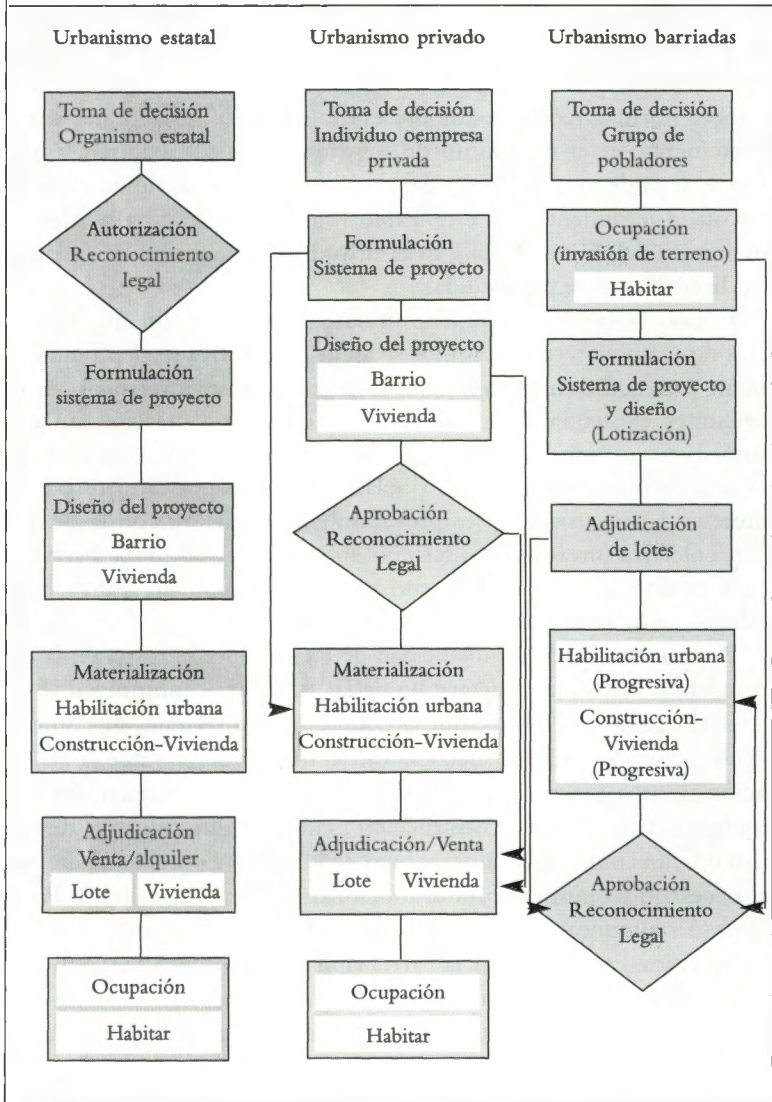 Urbanismo estatal
Toma de decisión
Organismo estatal
Autorización
Reconocimiento
legal
Formulación
sistema de proyecto
Diseño del proyecto
Barrio
Vivienda
Materialización
Habilitación urbana
Construcción-Vivienda
Adjudicación
Venta/alquiler
Lote Vivienda
Ocupación
Habitar
Urbanismo privado
Toma de decisión
Individuo oempresa
privada
Formulación
Sistema de proyecto
Diseño del proyecto
Barrio
Vivienda
Aprobación
Reconocimiento
Legal
Materialización
Habilitación urbana
Construcción-Vivienda
Adjudicación/Venta
Lote Vivienda
Ocupación
Habitar
Urbanismo barriadas
Toma de decisión
Grupo de
pobladores
Ocupación
(invasión de terreno)
Habitar
Formulación
Sistema de proyecto
y diseño
(Lotización)
Adjudicación
de lotes
Habilitación urbana
(Progresiva)
Construcción-
Vivienda
(Progresiva)
Aprobación
Reconocimiento
Legal